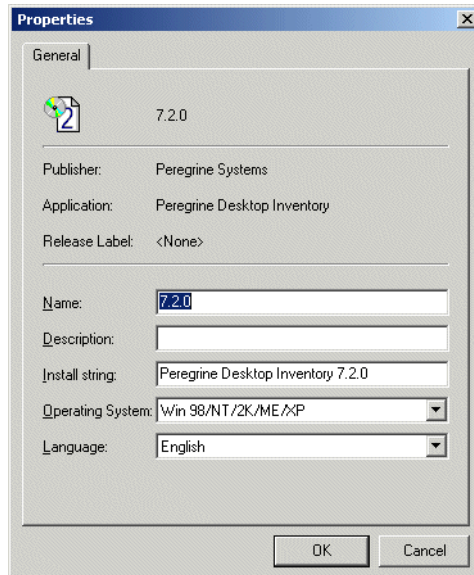 Properties
General
2
7.2.0
Publisher: Peregrine Systems
Application: Peregrine Desktop Inventory
Release Label: <None>
Name: 7.2.0
Description:
Install string: Peregrine Desktop Inventory 7.2.0
Operating System: Win 98/NT/2K/ME/XP
Language: English
OK Cancel